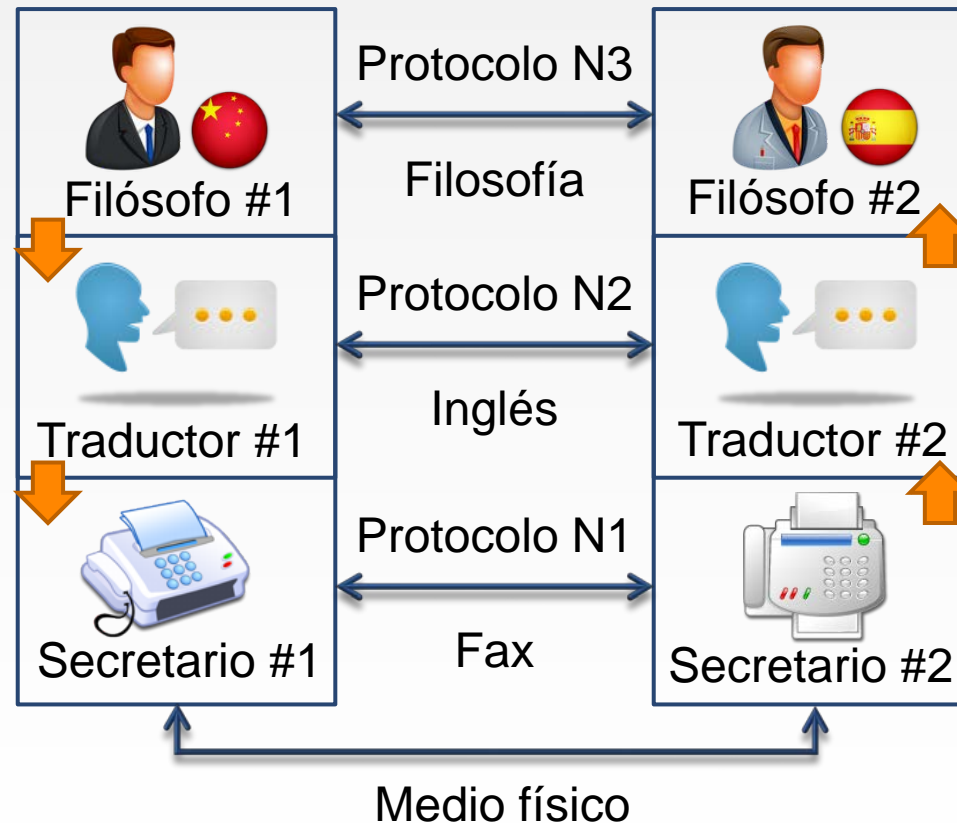 Protocolo N3
Filosofía
Filósofo #1
Filósofo #2
Protocolo N2
Inglés
Traductor #1
Traductor #2
Protocolo N1
Fax
Secretario #1
Secretario #2
Medio físico